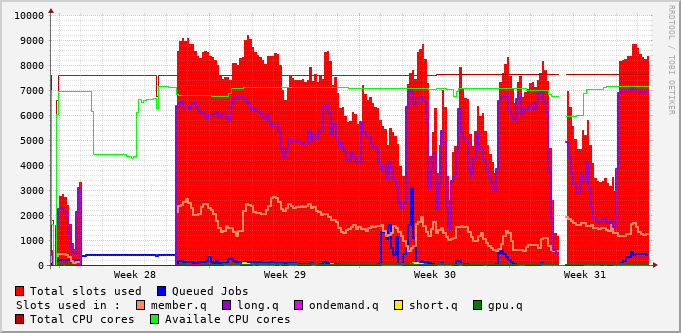 RRDTOOL / TOBI OETIKER
10000
9000
8000
7000
6000
5000
4000
3000
2000
1000
0
Week 28 Week 29 Week 30 Week 31
Total slots used Queued Jobs
Slots used in : member.q long.q ondemand.q short.q gpu.q
Total CPU cores Availale CPU cores